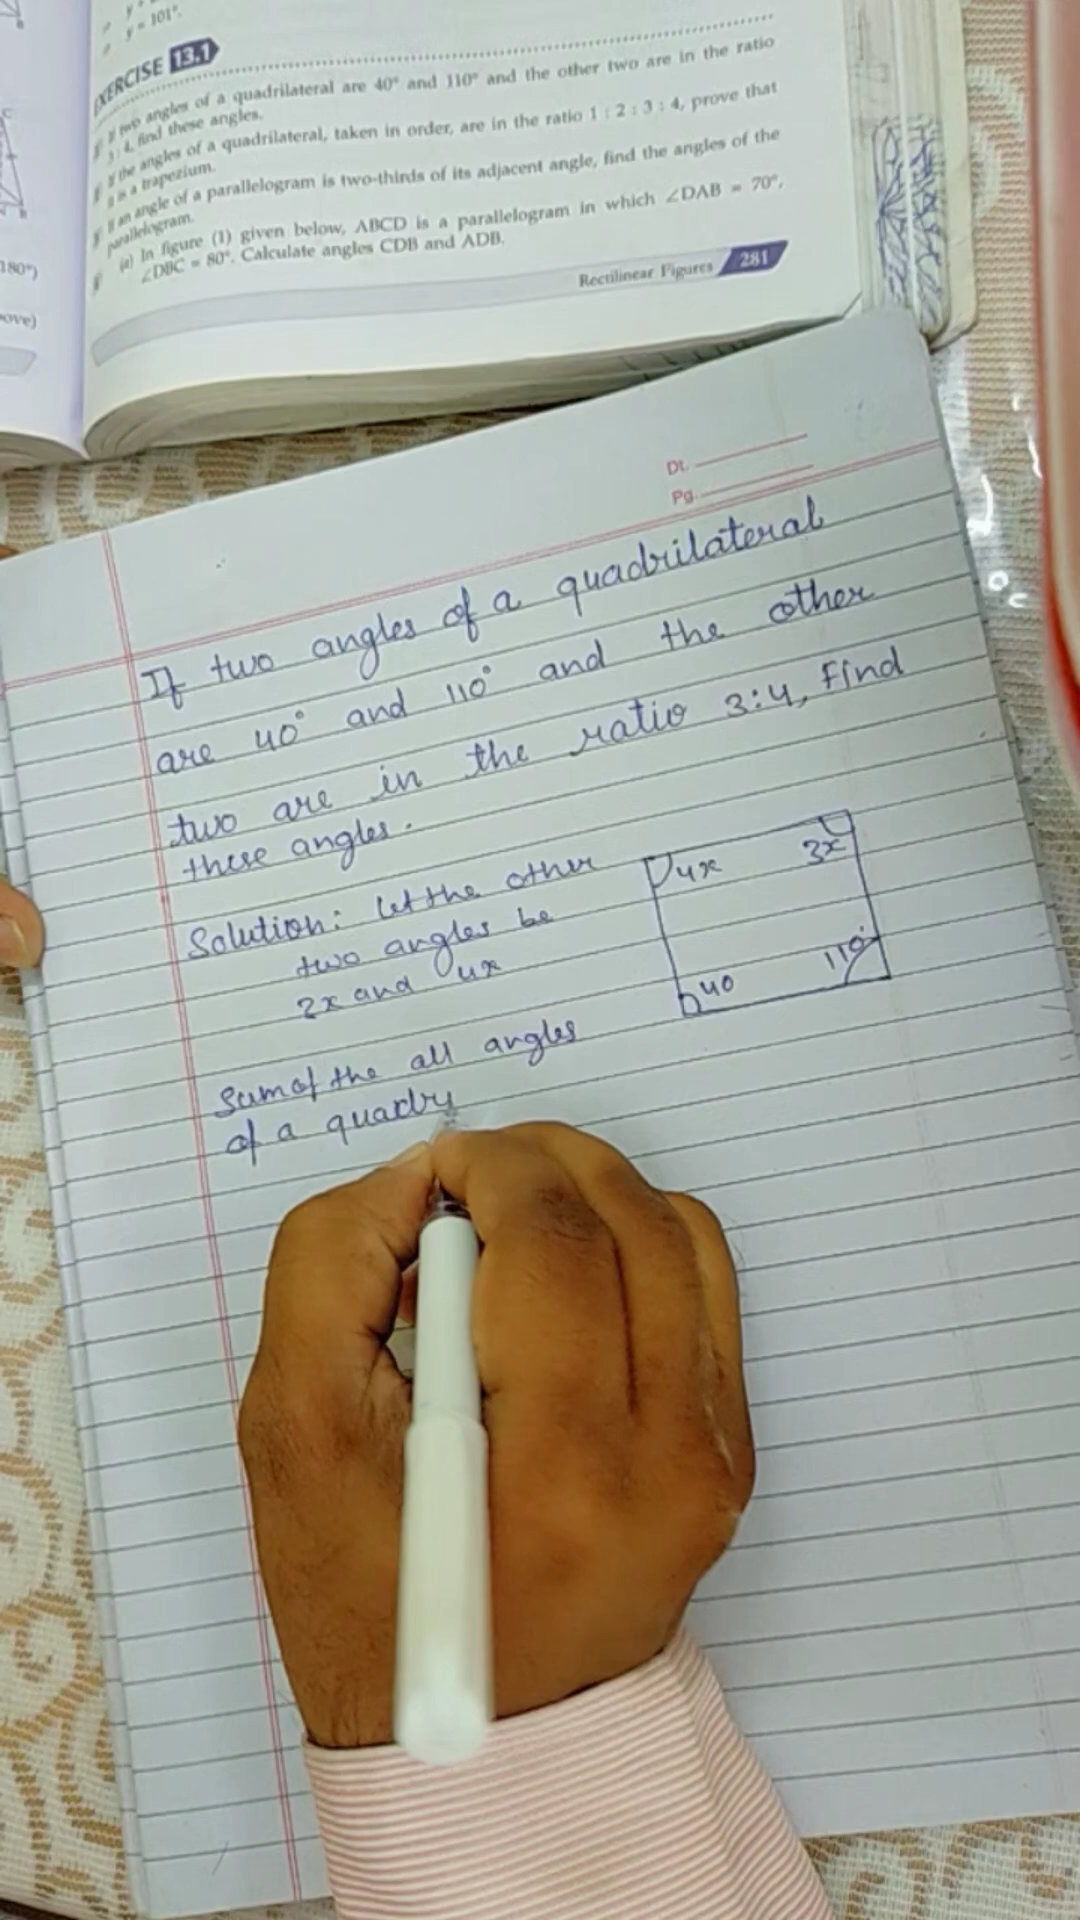 y = 101°.
EXERCISE 13.1
If two angles of a quadrilateral are 40° and 110° and the other two are in the ratio
3 : 4, find these angles.
If the angles of a quadrilateral, taken in order, are in the ratio 1 : 2 : 3 : 4, prove that
it is a trapezium.
If an angle of a parallelogram is two-thirds of its adjacent angle, find the angles of the
parallelogram.
(a) In figure (1) given below, ABCD is a parallelogram in which ∠DAB = 70°,
∠DBC = 80°. Calculate angles CDB and ADB.
Rectilinear Figures 281
180°)
ove)
C
B
Dt.
Pg.
If two angles of a quadrilateral
are 40° and 110° and the other
two are in the ratio 3:4, Find
these angles.
Solution: Let the other
two angles be
2x and 4x
4x 3x
40 110°
Sum of the all angles
of a quadry